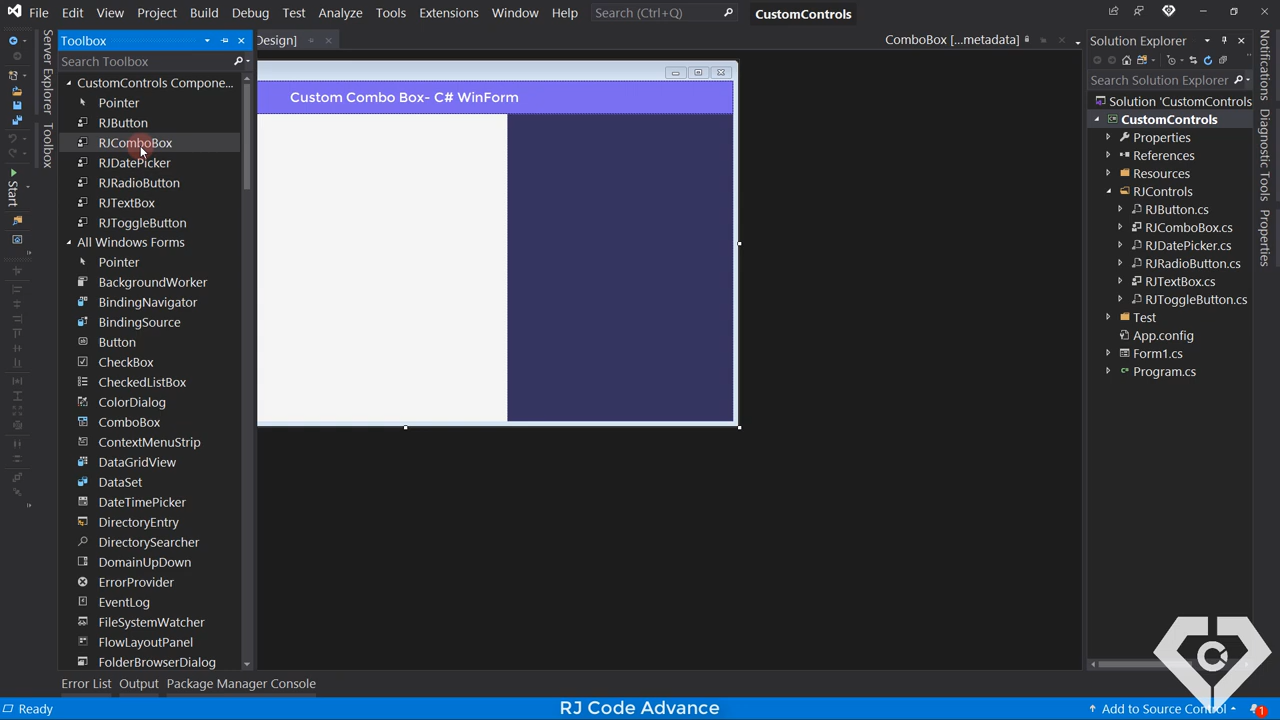 File Edit View Project Build Debug Test Analyze Tools Extensions Window Help Search (Ctrl+Q) CustomControls
Toolbox
Design]
ComboBox [...metadata]
Search Toolbox
CustomControls Compone...
Pointer
RJButton
RJComboBox
RJDatePicker
RJRadioButton
RJTextBox
RJToggleButton
All Windows Forms
Pointer
BackgroundWorker
BindingNavigator
BindingSource
Button
CheckBox
CheckedListBox
ColorDialog
ComboBox
ContextMenuStrip
DataGridView
DataSet
DateTimePicker
DirectoryEntry
DirectorySearcher
DomainUpDown
ErrorProvider
EventLog
FileSystemWatcher
FlowLayoutPanel
FolderBrowserDialog
Server Explorer
Toolbox
Start
Custom Combo Box- C# WinForm
Solution Explorer
Search Solution Explorer
Solution 'CustomControls
CustomControls
Properties
References
Resources
RJControls
RJButton.cs
RJComboBox.cs
RJDatePicker.cs
RJRadioButton.cs
RJTextBox.cs
RJToggleButton.cs
Test
App.config
Form1.cs
Program.cs
Notifications
Diagnostic Tools
Properties
Error List Output Package Manager Console
Ready
RJ Code Advance
Add to Source Control
1